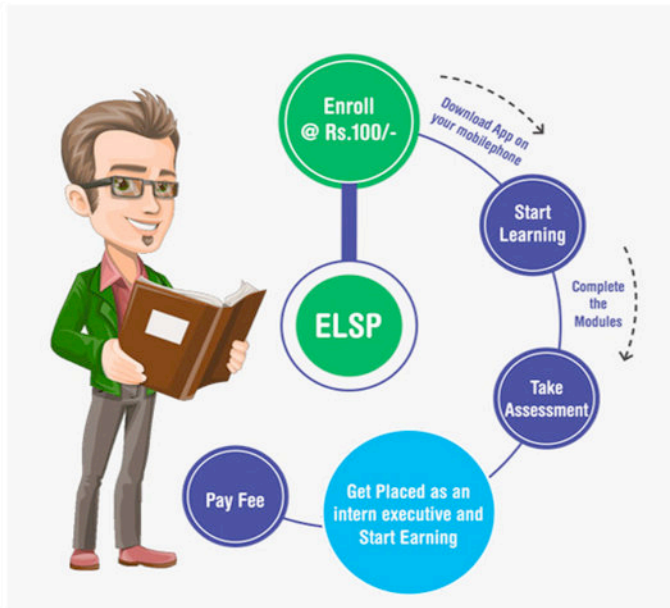 Enroll
@ Rs.100/-
Download App on
your mobilephone
Start
Learning
ELSP
Complete
the
Modules
Take
Assessment
Get Placed as an
intern executive and
Start Earning
Pay Fee